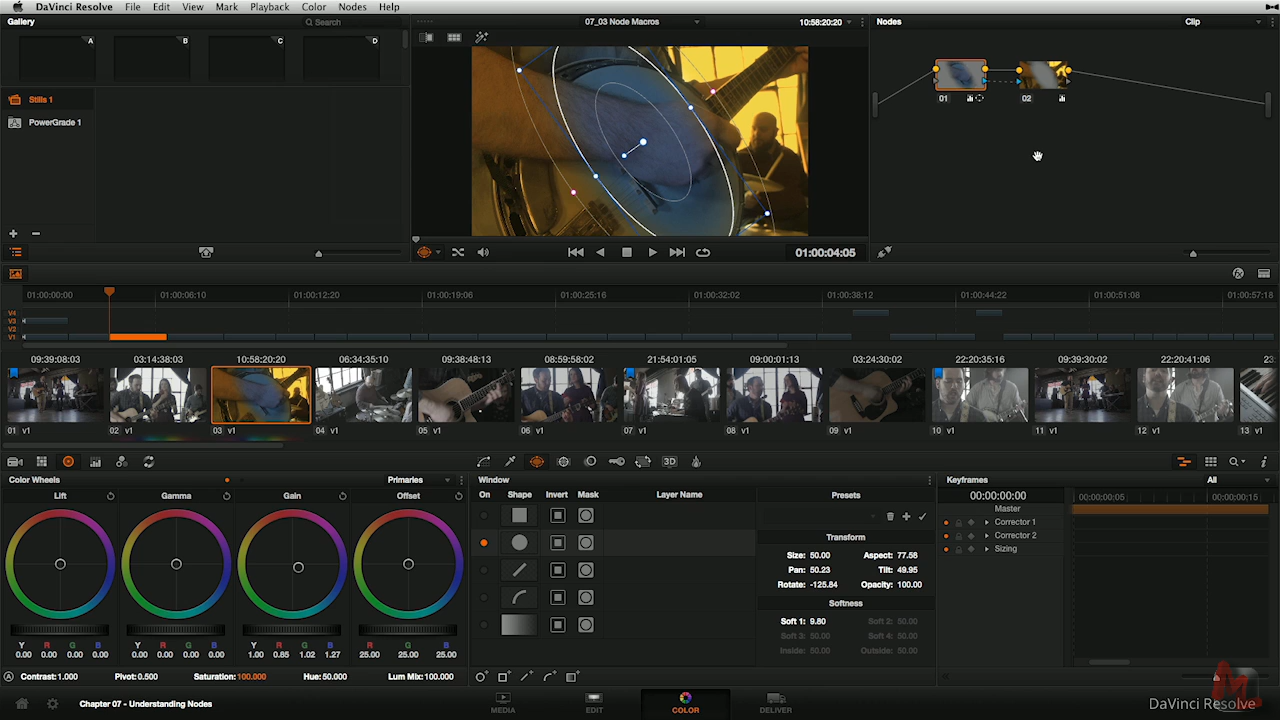 DaVinci Resolve File Edit View Mark Playback Color Nodes Help
Gallery Search 07_03 Node Macros 10:58:20:20 Nodes Clip
A B C D
Stills 1
PowerGrade 1
01 02
01:00:04:05
01:00:00:00 01:00:06:10 01:00:12:20 01:00:19:06 01:00:25:16 01:00:32:02 01:00:38:12 01:00:44:22 01:00:51:08 01:00:57:18
V4
V3
V2
V1
09:39:08:03 03:14:38:03 10:58:20:20 06:34:35:10 09:38:48:13 08:59:58:02 21:54:01:05 09:00:01:13 03:24:30:02 22:20:35:16 09:39:30:02 22:20:41:06 23:
01 V1 02 V1 03 V1 04 V1 05 V1 06 V1 07 V1 08 V1 09 V1 10 V1 11 V1 12 V1 13 V1
3D
Color Wheels Primaries Window Keyframes All
Lift Gamma Gain Offset On Shape Invert Mask Layer Name Presets 00:00:00:00 00:00:00:05 00:00:00:15
Master
Corrector 1
Corrector 2
Sizing
Transform
Size: 50.00 Aspect: 77.58
Pan: 50.23 Tilt: 49.95
Rotate: -125.84 Opacity: 100.00
Softness
Soft 1: 9.80 Soft 2: 50.00
Soft 3: 50.00 Soft 4: 50.00
Inside: 50.00 Outside: 50.00
Y R G B Y R G B Y R G B R G B
0.00 0.00 0.00 0.00 0.00 0.00 0.00 0.00 1.00 0.65 1.02 1.27 25.00 25.00 25.00
A Contrast: 1.000 Pivot: 0.500 Saturation: 100.000 Hue: 50.000 Lum Mix: 100.000
Chapter 07 - Understanding Nodes
MEDIA EDIT COLOR DELIVER
DaVinci Resolve